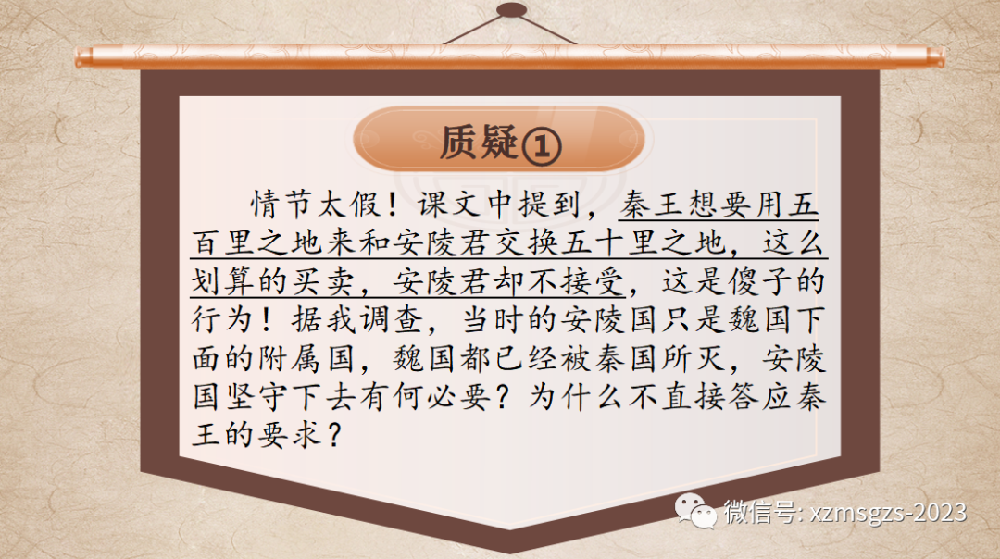 质疑①
情节太假！课文中提到，秦王想要用五
百里之地来和安陵君交换五十里之地，这么
划算的买卖，安陵君却不接受，这是傻子的
行为！据我调查，当时的安陵国只是魏国下
面的附属国，魏国都已经被秦国所灭，安陵
国坚守下去有何必要？为什么不直接答应秦
王的要求？
微信号: xzmsgzs-2023